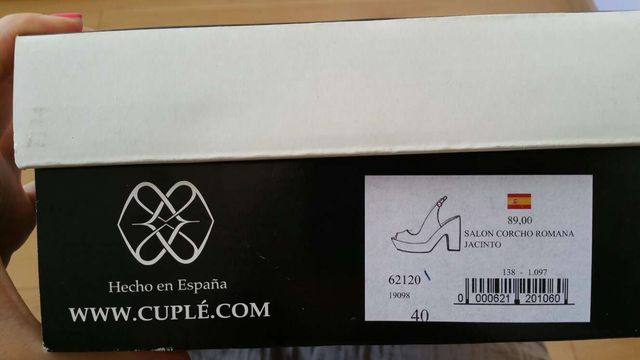 Hecho en España
WWW.CUPLÉ.COM
89,00
SALON CORCHO ROMANA
JACINTO
62120
19098
40
138 - 1.097
0 000621 201060